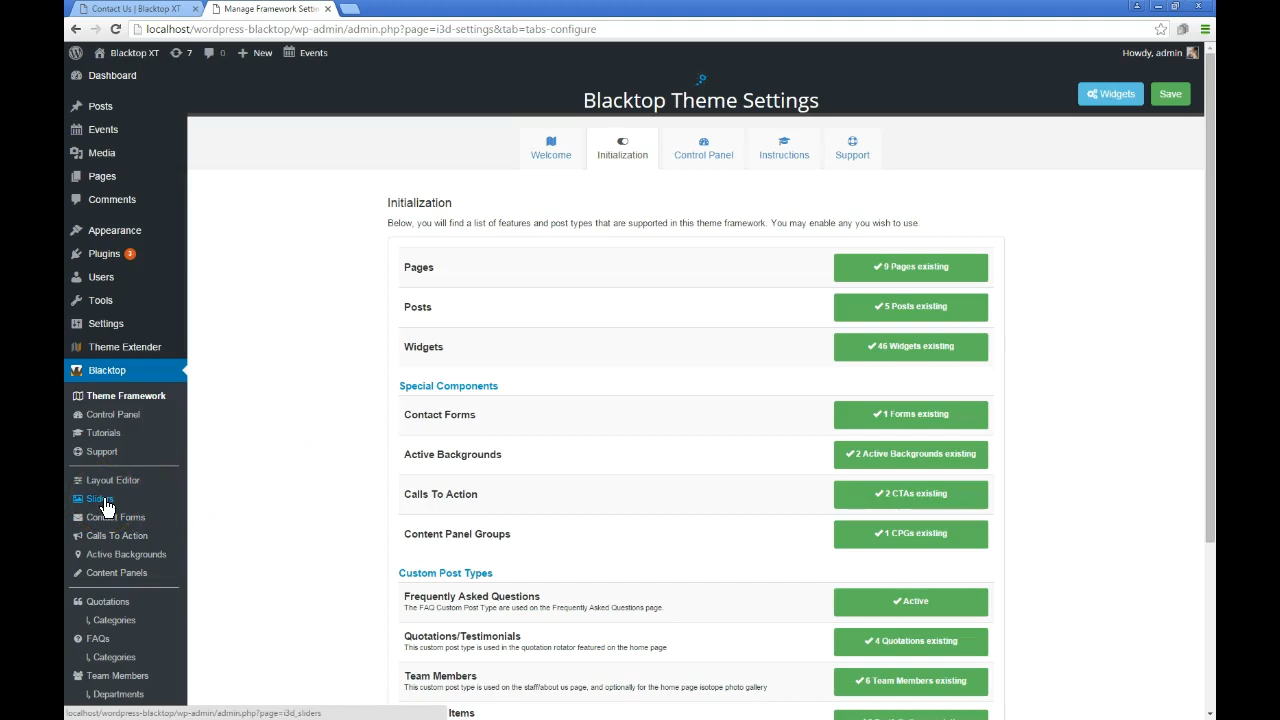 Contact Us | Blacktop XT
Manage Framework Settin
localhost/wordpress-blacktop/wp-admin/admin.php?page=i3d-settings&tab=tabs-configure
Blacktop XT 7 0 New Events
Howdy, admin
Dashboard
Posts
Events
Media
Pages
Comments
Appearance
Plugins 3
Users
Tools
Settings
Theme Extender
Blacktop
Theme Framework
Control Panel
Tutorials
Support
Layout Editor
Sliders
Contact Forms
Calls To Action
Active Backgrounds
Content Panels
Quotations
Categories
FAQs
Categories
Team Members
Departments
localhost/wordpress-blacktop/wp-admin/admin.php?page=i3d_sliders
Blacktop Theme Settings
Widgets
Save
Welcome
Initialization
Control Panel
Instructions
Support
Initialization
Below, you will find a list of features and post types that are supported in this theme framework. You may enable any you wish to use.
Pages
9 Pages existing
Posts
5 Posts existing
Widgets
46 Widgets existing
Special Components
Contact Forms
1 Forms existing
Active Backgrounds
2 Active Backgrounds existing
Calls To Action
2 CTAs existing
Content Panel Groups
1 CPGs existing
Custom Post Types
Frequently Asked Questions
The FAQ Custom Post Type are used on the Frequently Asked Questions page.
Active
Quotations/Testimonials
This custom post type is used in the quotation rotator featured on the home page
4 Quotations existing
Team Members
This custom post type is used on the staff/about us page, and optionally for the home page isotope photo gallery
6 Team Members existing
Items